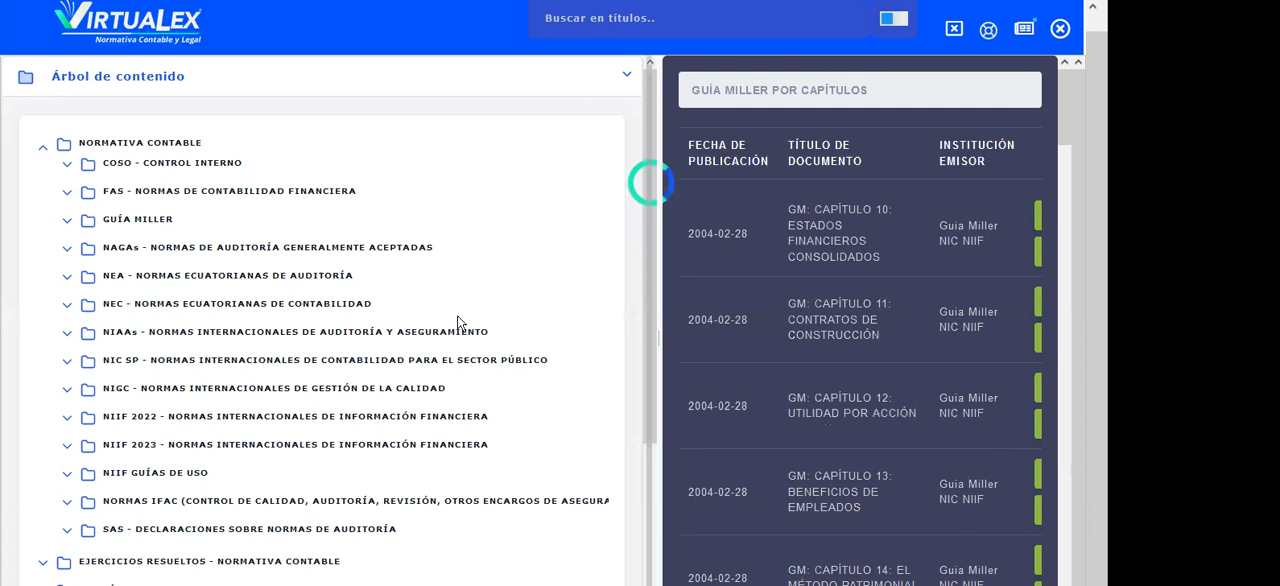 VIRTUALEX
Normativa Contable y Legal
Buscar en títulos..
Árbol de contenido
NORMATIVA CONTABLE
COSO - CONTROL INTERNO
FAS - NORMAS DE CONTABILIDAD FINANCIERA
GUÍA MILLER
NAGAs - NORMAS DE AUDITORÍA GENERALMENTE ACEPTADAS
NEA - NORMAS ECUATORIANAS DE AUDITORÍA
NEC - NORMAS ECUATORIANAS DE CONTABILIDAD
NIAAs - NORMAS INTERNACIONALES DE AUDITORÍA Y ASEGURAMIENTO
NIC SP - NORMAS INTERNACIONALES DE CONTABILIDAD PARA EL SECTOR PÚBLICO
NIGC - NORMAS INTERNACIONALES DE GESTIÓN DE LA CALIDAD
NIIF 2022 - NORMAS INTERNACIONALES DE INFORMACIÓN FINANCIERA
NIIF 2023 - NORMAS INTERNACIONALES DE INFORMACIÓN FINANCIERA
NIIF GUÍAS DE USO
NORMAS IFAC (CONTROL DE CALIDAD, AUDITORÍA, REVISIÓN, OTROS ENCARGOS DE ASEGURA
SAS - DECLARACIONES SOBRE NORMAS DE AUDITORÍA
EJERCICIOS RESUELTOS - NORMATIVA CONTABLE
GUÍA MILLER POR CAPÍTULOS
FECHA DE PUBLICACIÓN
TÍTULO DE DOCUMENTO
INSTITUCIÓN EMISOR
2004-02-28
GM: CAPÍTULO 10:
ESTADOS
FINANCIEROS
CONSOLIDADOS
Guia Miller
NIC NIIF
2004-02-28
GM: CAPÍTULO 11:
CONTRATOS DE
CONSTRUCCIÓN
Guia Miller
NIC NIIF
2004-02-28
GM: CAPÍTULO 12:
UTILIDAD POR ACCIÓN
Guia Miller
NIC NIIF
2004-02-28
GM: CAPÍTULO 13:
BENEFICIOS DE
EMPLEADOS
Guia Miller
NIC NIIF
2004-02-28
GM: CAPÍTULO 14: EL
MÉTODO PATRIMONIAL
Guia Miller
NIC NIIF